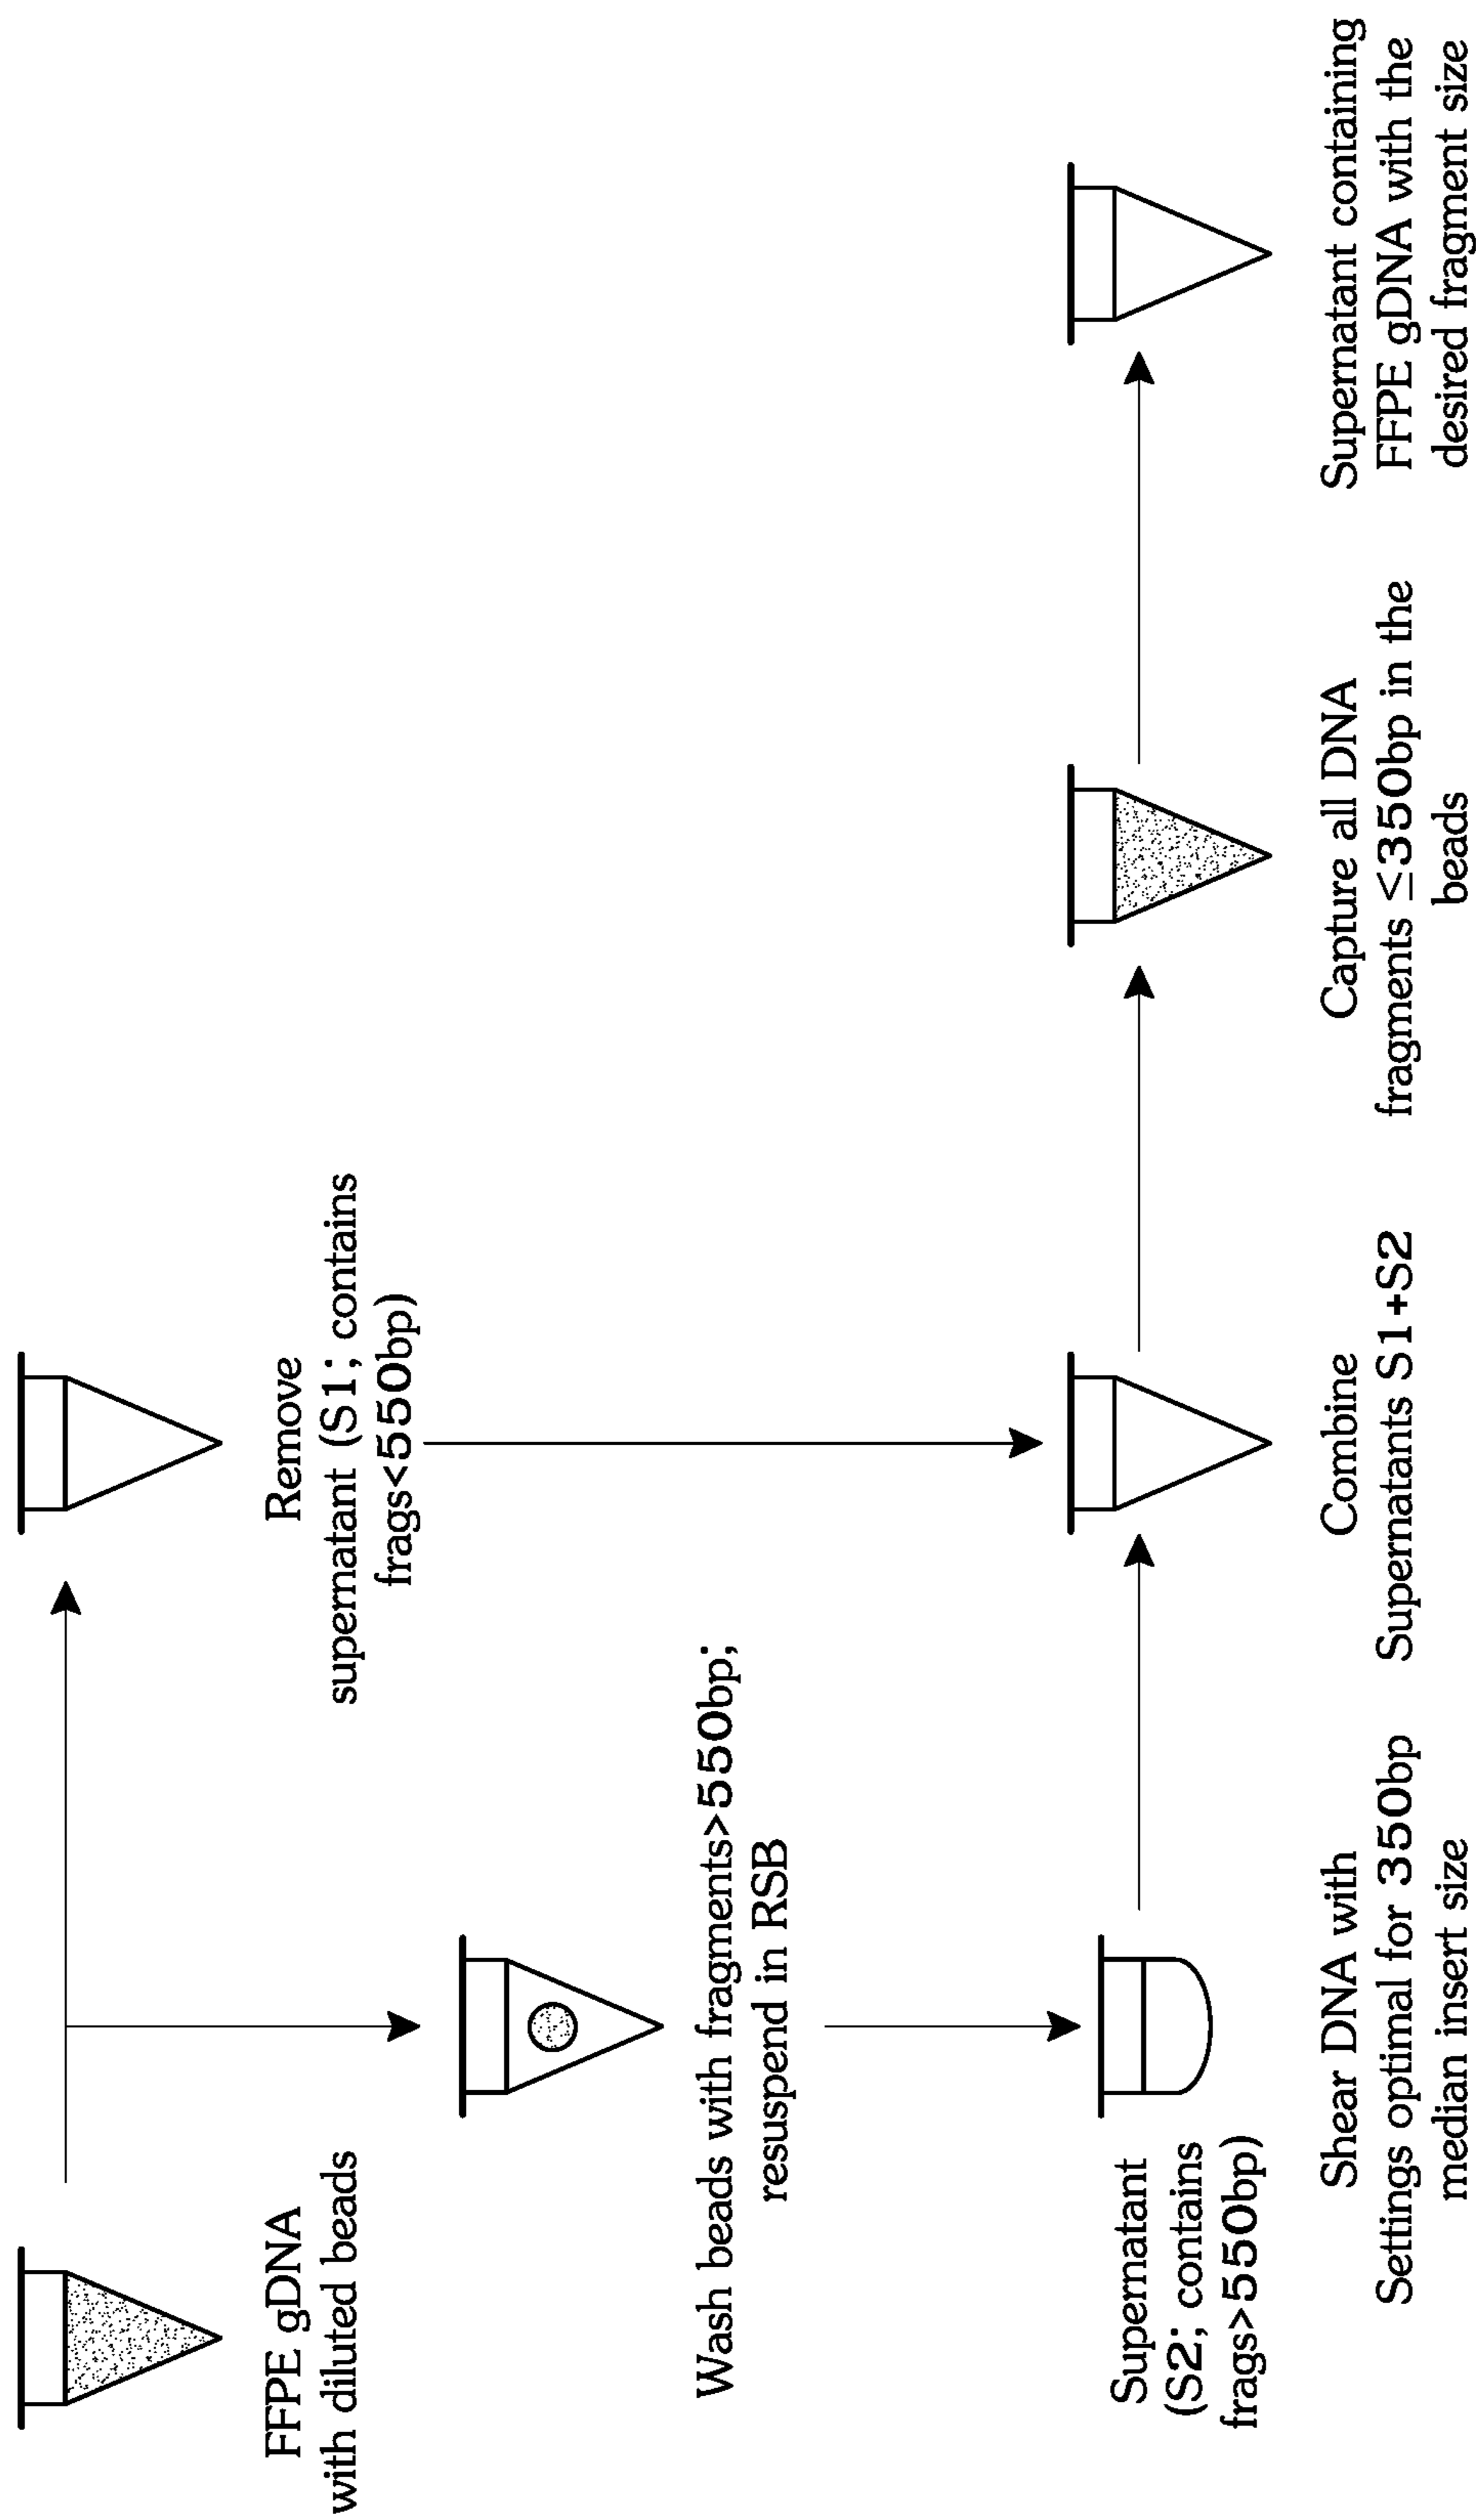 FFPE gDNA
with diluted beads
Remove
supernatant (S1; contains
frags<550bp)
Wash beads with fragments>550bp;
resuspend in RSB
Supernatant
(S2; contains
frags>550bp)
Shear DNA with
Settings optimal for 350bp
median insert size
Combine
Supernatants S1+S2
Capture all DNA
fragments ≤350bp in the
beads
Supernatant containing
FFPE gDNA with the
desired fragment size